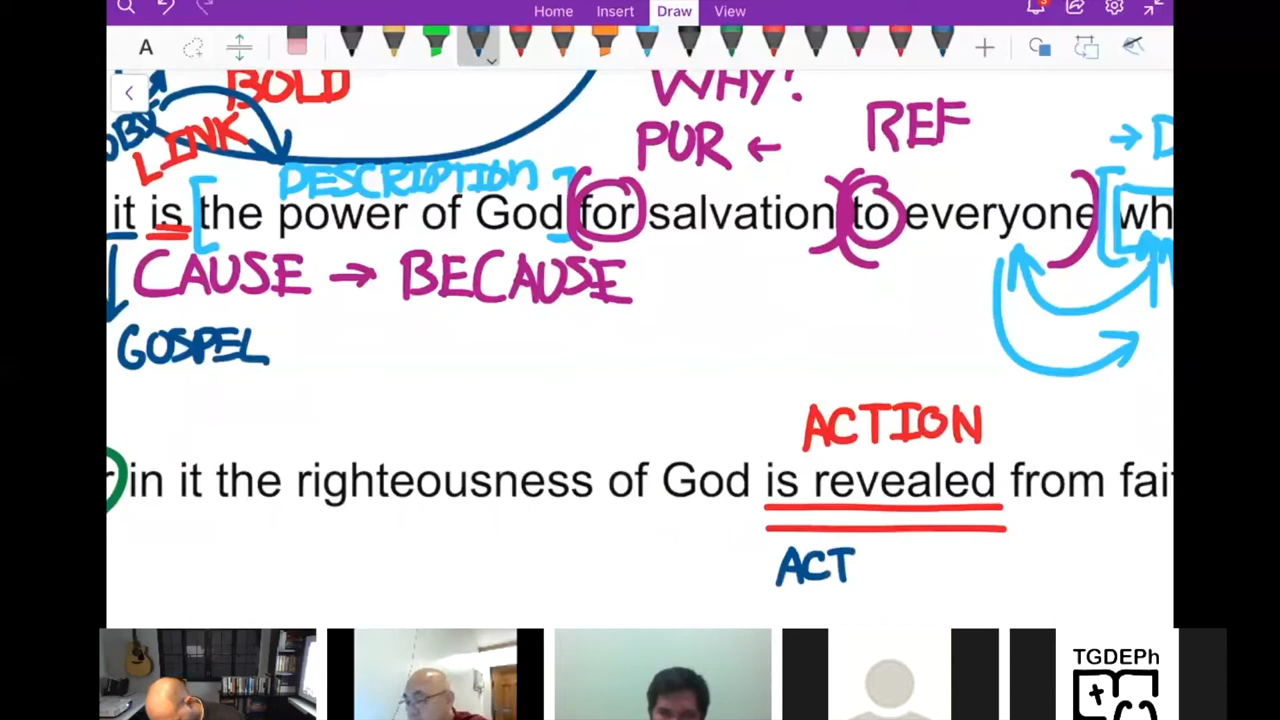 Home Insert Draw View
A
BOLD
WHY?
LINK
PUR ←
REF
→ D
DESCRIPTION
it is [the power of God] (for salvation) (to everyone) [wh
CAUSE → BECAUSE
GOSPEL
ACTION
r in it the righteousness of God is revealed from fai
ACT
TGDEPh